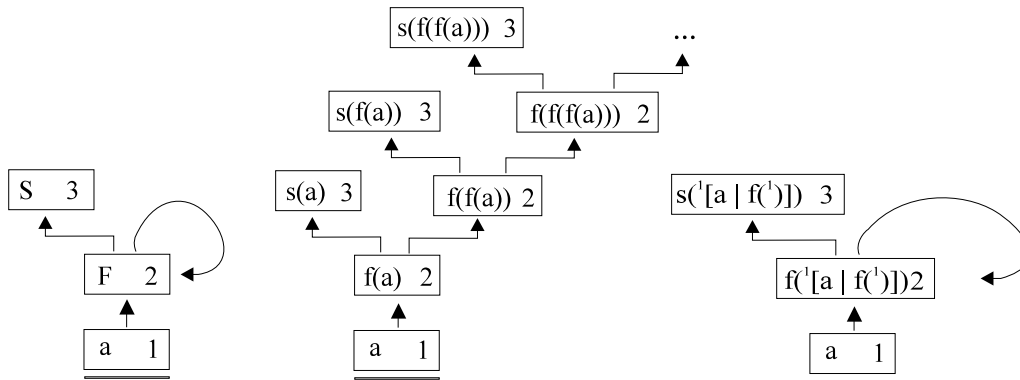 S 3
F 2
a 1
s(f(f(a))) 3
...
s(f(a)) 3
f(f(f(a))) 2
s(a) 3
f(f(a)) 2
f(a) 2
a 1
s(¹[a | f(¹)]) 3
f(¹[a | f(¹)])2
a 1